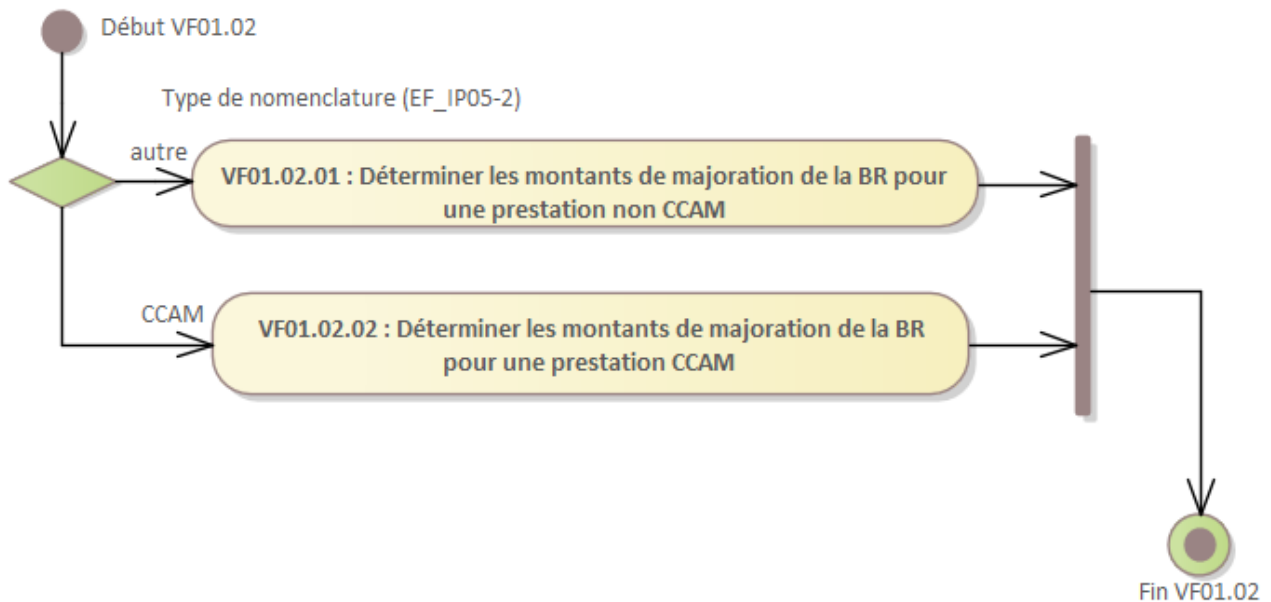 Début VF01.02
Type de nomenclature (EF_IP05-2)
autre
VF01.02.01 : Déterminer les montants de majoration de la BR pour
une prestation non CCAM
CCAM
VF01.02.02 : Déterminer les montants de majoration de la BR
pour une prestation CCAM
Fin VF01.02